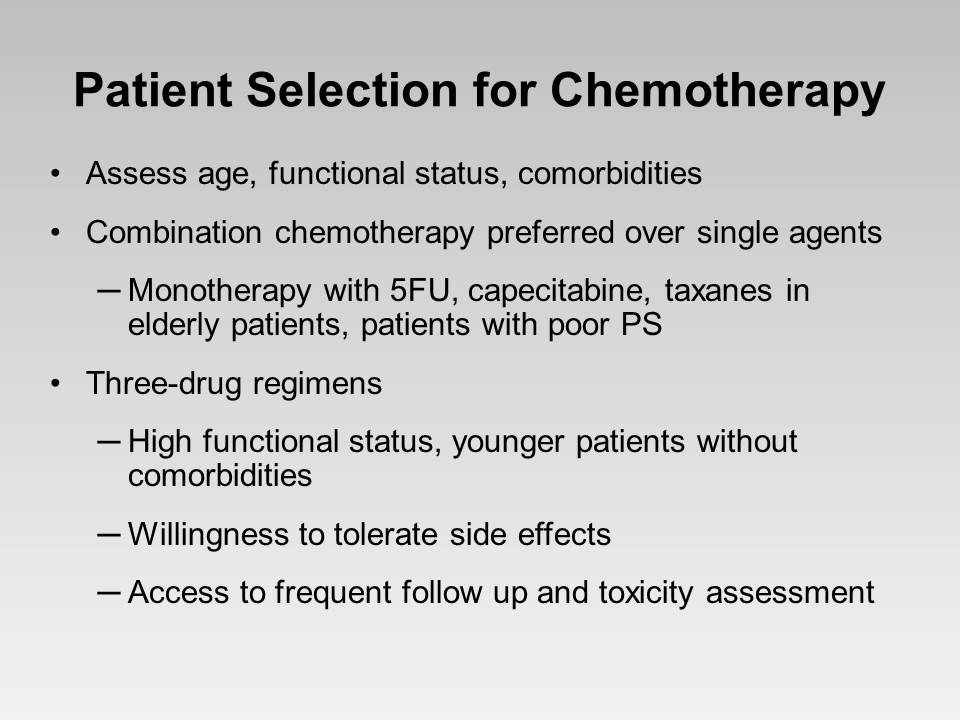 Patient Selection for Chemotherapy
• Assess age, functional status, comorbidities
• Combination chemotherapy preferred over single agents
─ Monotherapy with 5FU, capecitabine, taxanes in
elderly patients, patients with poor PS
• Three-drug regimens
─ High functional status, younger patients without
comorbidities
─ Willingness to tolerate side effects
─ Access to frequent follow up and toxicity assessment